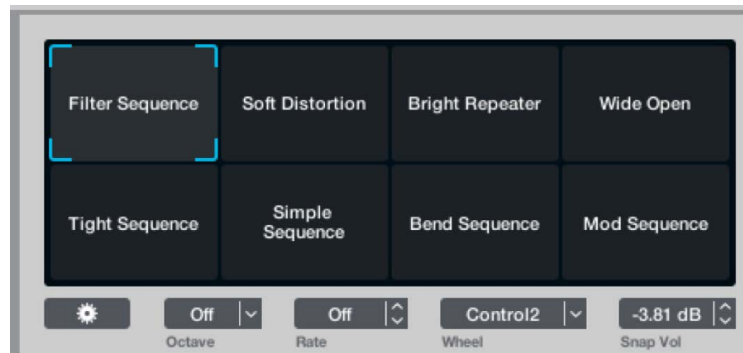 Filter Sequence
Soft Distortion
Bright Repeater
Wide Open
Tight Sequence
Simple
Sequence
Bend Sequence
Mod Sequence
Off
Off
Control2
-3.81 dB
Octave
Rate
Wheel
Snap Vol